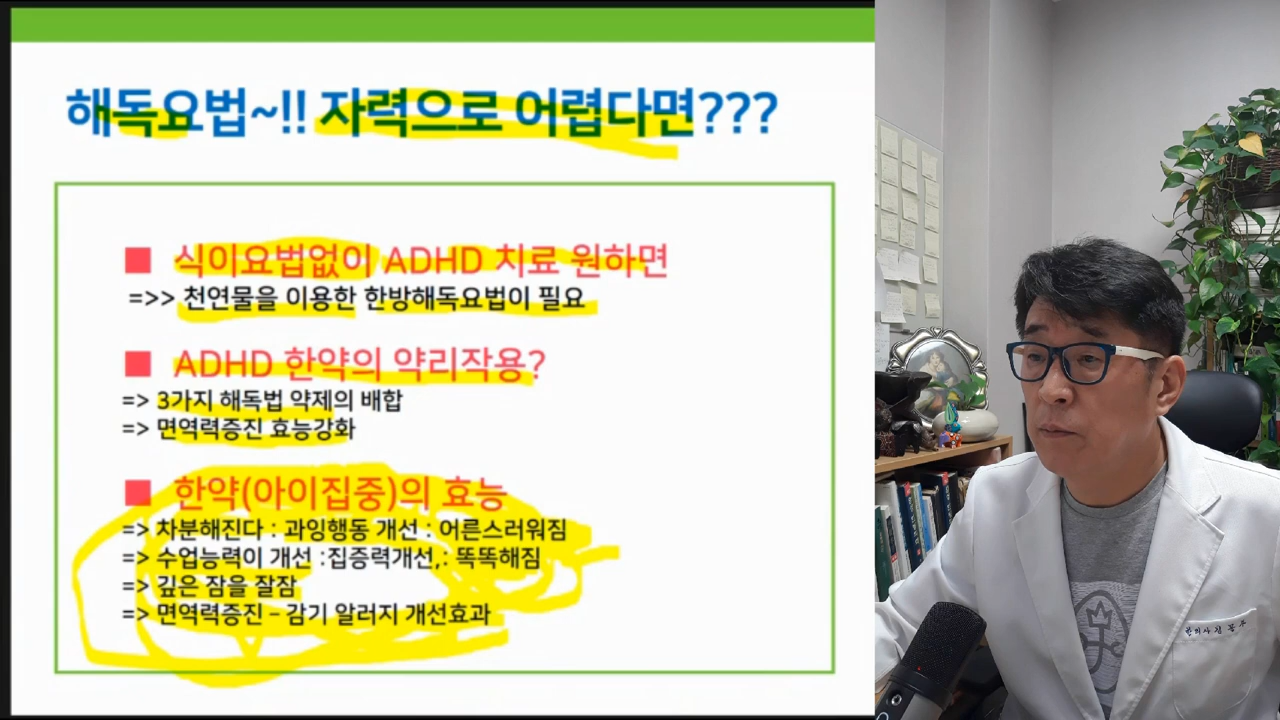 해독요법~!! 자력으로 어렵다면???
■ 식이요법없이 ADHD 치료 원하면
=>> 천연물을 이용한 한방해독요법이 필요
■ ADHD 한약의 약리작용?
=> 3가지 해독법 약제의 배합
=> 면역력증진 효능강화
■ 한약(아이집중)의 효능
=> 차분해진다 : 과잉행동 개선 : 어른스러워짐
=> 수업능력이 개선 :집증력개선,: 똑똑해짐
=> 깊은 잠을 잘잠
=> 면역력증진 – 감기 알러지 개선효과